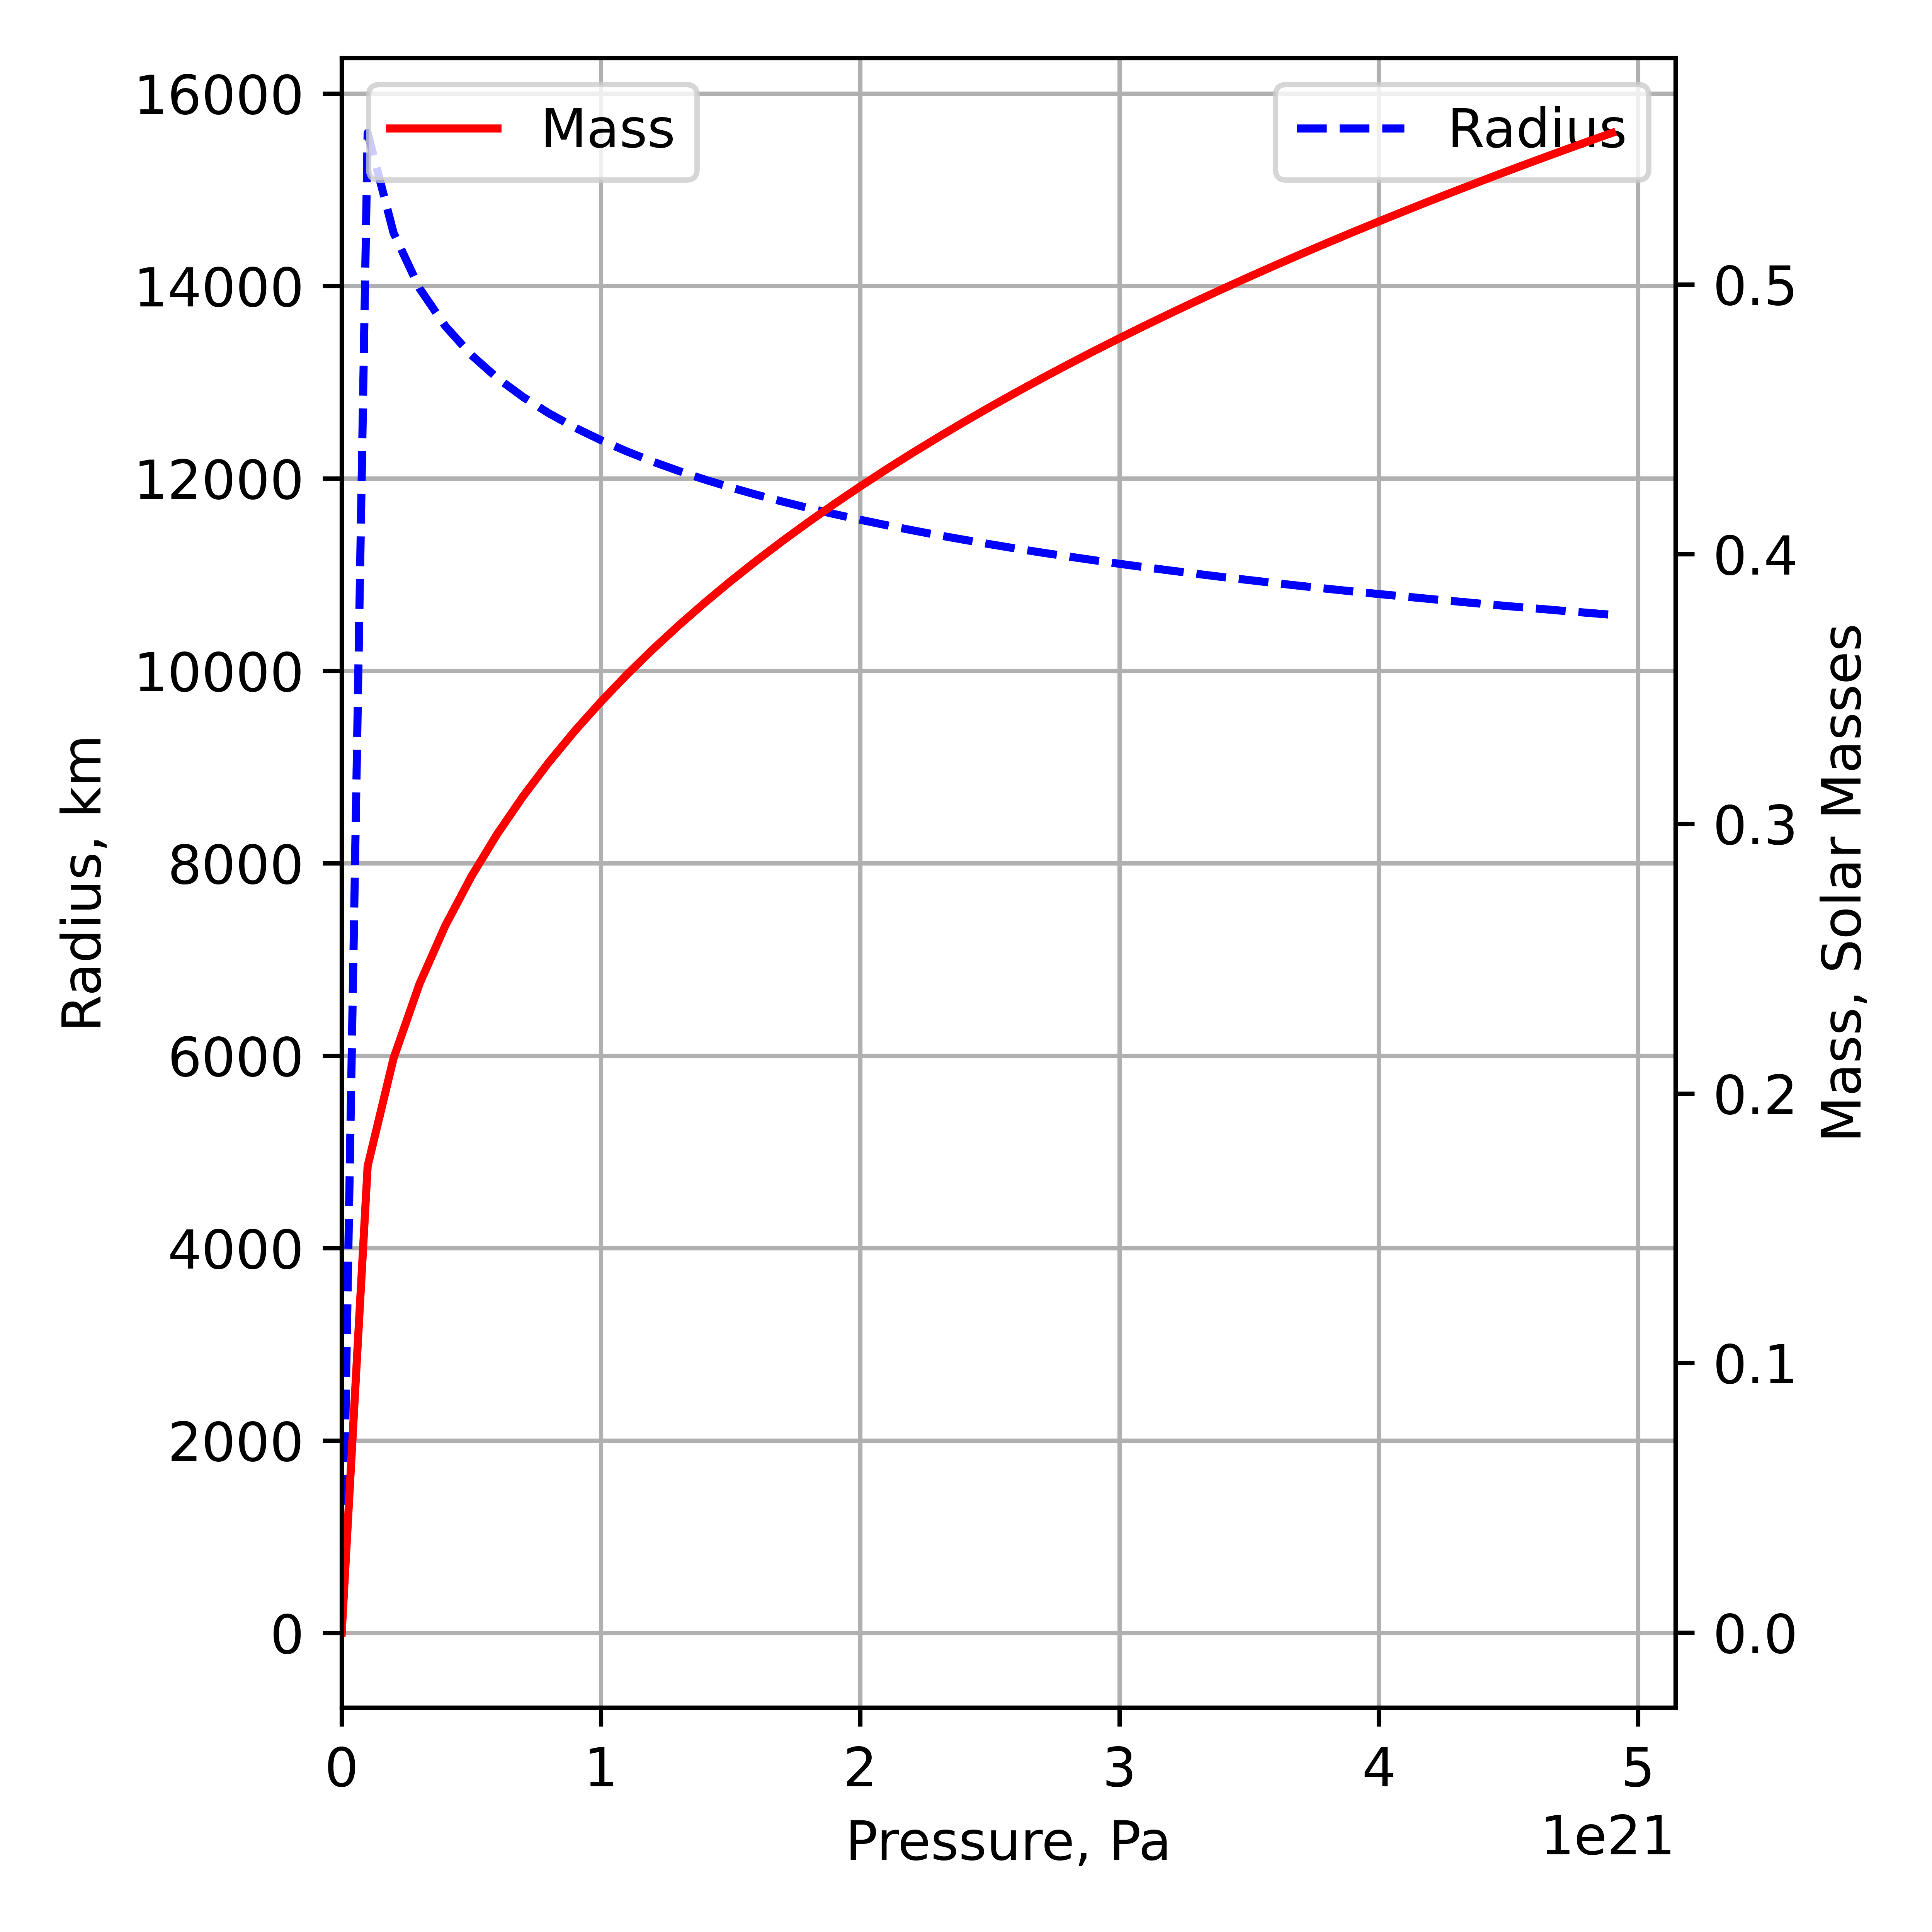 16000
14000
12000
10000
8000
6000
4000
2000
0
Radius, km
Mass
Radius
0.5
0.4
0.3
0.2
0.1
0.0
Mass, Solar Masses
0 1 2 3 4 5
1e21
Pressure, Pa